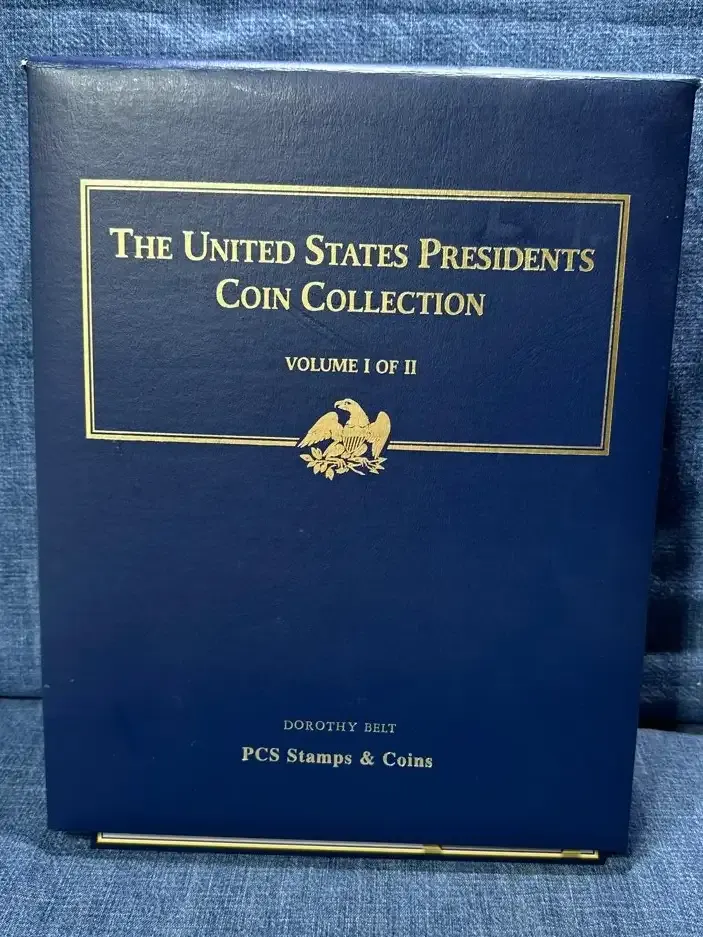 THE UNITED STATES PRESIDENTS
COIN COLLECTION
VOLUME I OF II
DOROTHY BELT
PCS Stamps & Coins